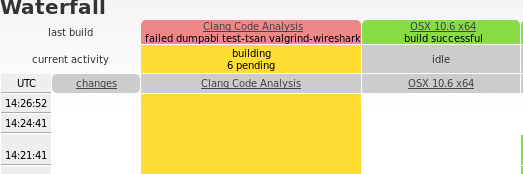 Waterfall
last build
Clang Code Analysis
failed dumpabi test-tsan valgrind-wireshark
OSX 10.6 x64
build successful
current activity
building
6 pending
idle
UTC
changes
Clang Code Analysis
OSX 10.6 x64
14:26:52
14:24:41
14:21:41